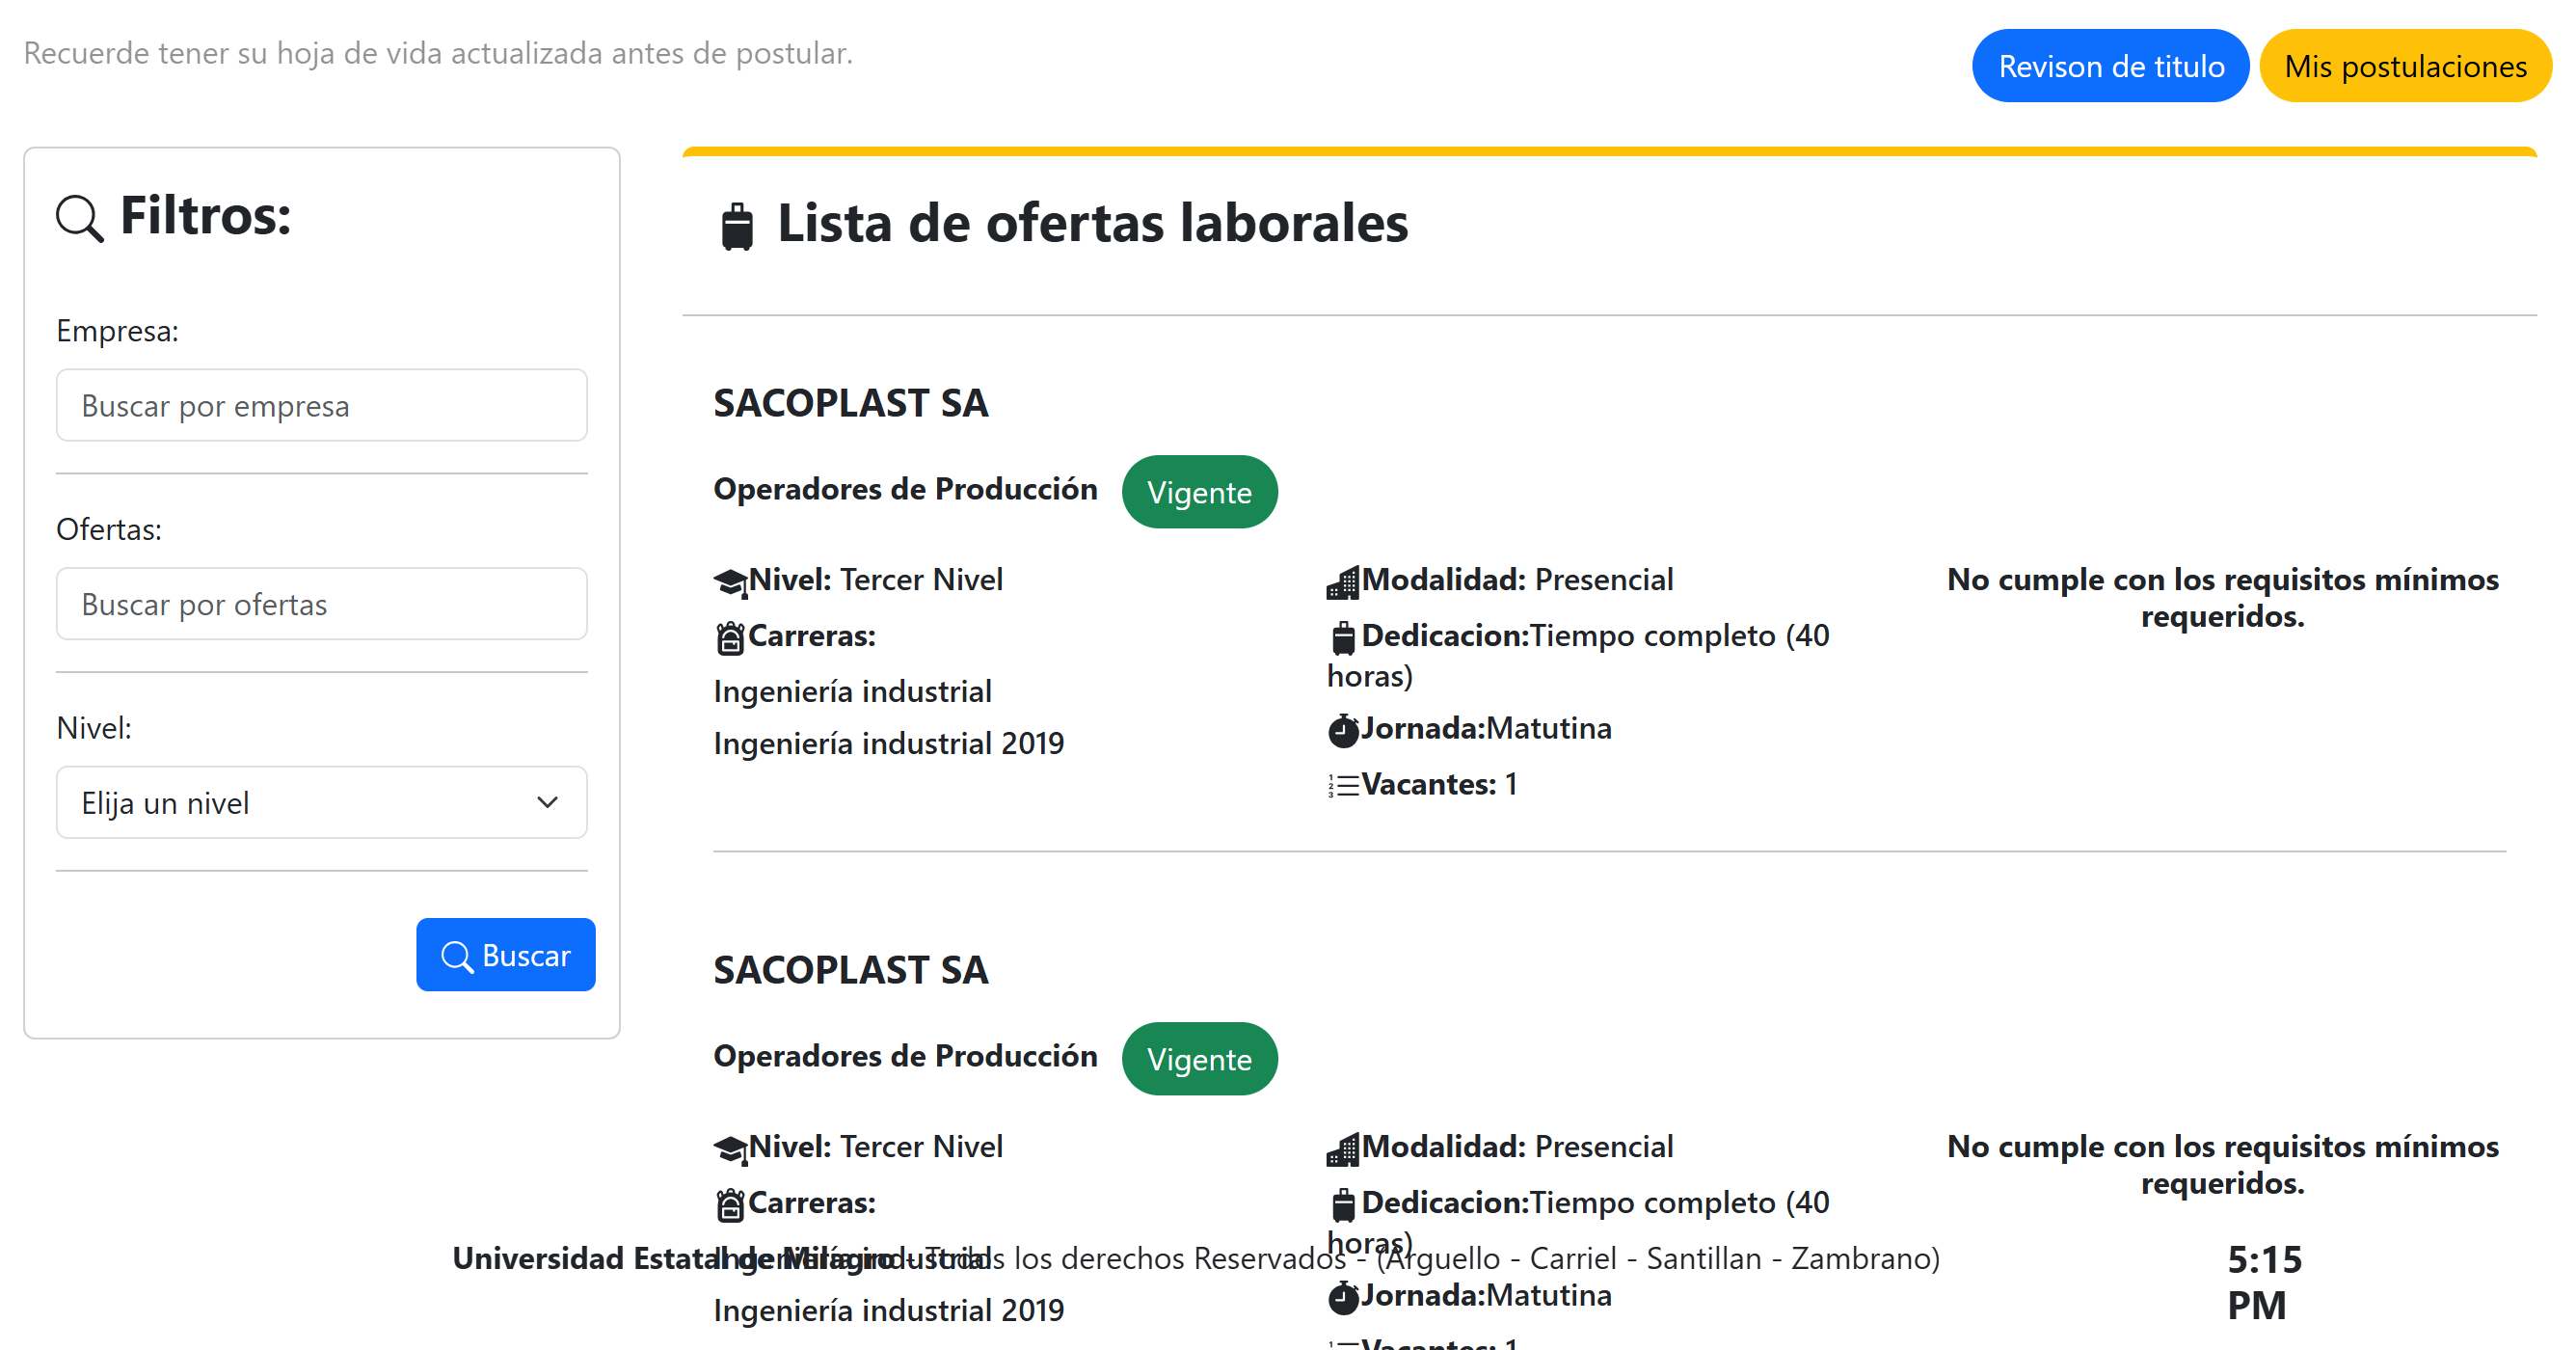 Recuerde tener su hoja de vida actualizada antes de postular.
Revison de titulo
Mis postulaciones
Filtros:
Empresa:
Buscar por empresa
Ofertas:
Buscar por ofertas
Nivel:
Elija un nivel
Buscar
Lista de ofertas laborales
SACOPLAST SA
Operadores de Producción
Vigente
Nivel: Tercer Nivel
Carreras:
Ingeniería industrial
Ingeniería industrial 2019
Modalidad: Presencial
Dedicacion:Tiempo completo (40
horas)
Jornada:Matutina
Vacantes: 1
No cumple con los requisitos mínimos
requeridos.
SACOPLAST SA
Operadores de Producción
Vigente
Nivel: Tercer Nivel
Carreras:
Ingeniería industrial
Ingeniería industrial 2019
Modalidad: Presencial
Dedicacion:Tiempo completo (40
horas)
Jornada:Matutina
Vacantes: 1
No cumple con los requisitos mínimos
requeridos.
Universidad Estatal de Milagro - Todos los derechos Reservados - (Arguello - Carriel - Santillan - Zambrano)
5:15
PM